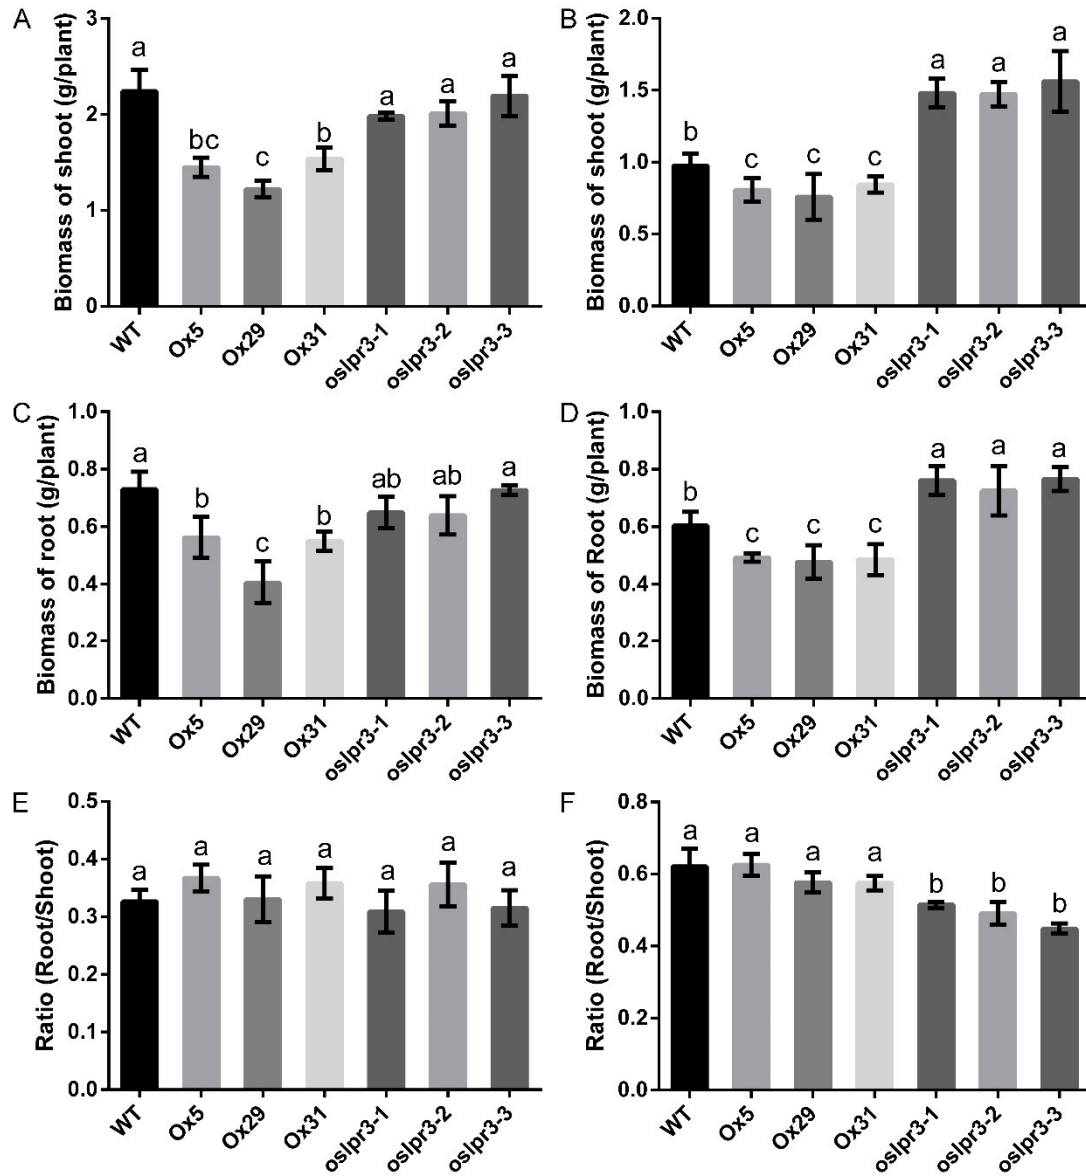 A
Biomass of shoot (g/plant)
3
2
1
0
a
bc
c
b
a
a
a
WT
Ox5
Ox29
Ox31
oslpr3-1
oslpr3-2
oslpr3-3
B
Biomass of shoot (g/plant)
2.0
1.5
1.0
0.5
0.0
b
c
c
c
a
a
a
WT
Ox5
Ox29
Ox31
oslpr3-1
oslpr3-2
oslpr3-3
C
Biomass of root (g/plant)
1.0
0.8
0.6
0.4
0.2
0.0
a
b
c
b
ab
ab
a
WT
Ox5
Ox29
Ox31
oslpr3-1
oslpr3-2
oslpr3-3
D
Biomass of Root (g/plant)
1.0
0.8
0.6
0.4
0.2
0.0
b
c
c
c
a
a
a
WT
Ox5
Ox29
Ox31
oslpr3-1
oslpr3-2
oslpr3-3
E
Ratio (Root/Shoot)
0.5
0.4
0.3
0.2
0.1
0.0
a
a
a
a
a
a
a
WT
Ox5
Ox29
Ox31
oslpr3-1
oslpr3-2
oslpr3-3
F
Ratio (Root/Shoot)
0.8
0.6
0.4
0.2
0.0
a
a
a
a
b
b
b
WT
Ox5
Ox29
Ox31
oslpr3-1
oslpr3-2
oslpr3-3